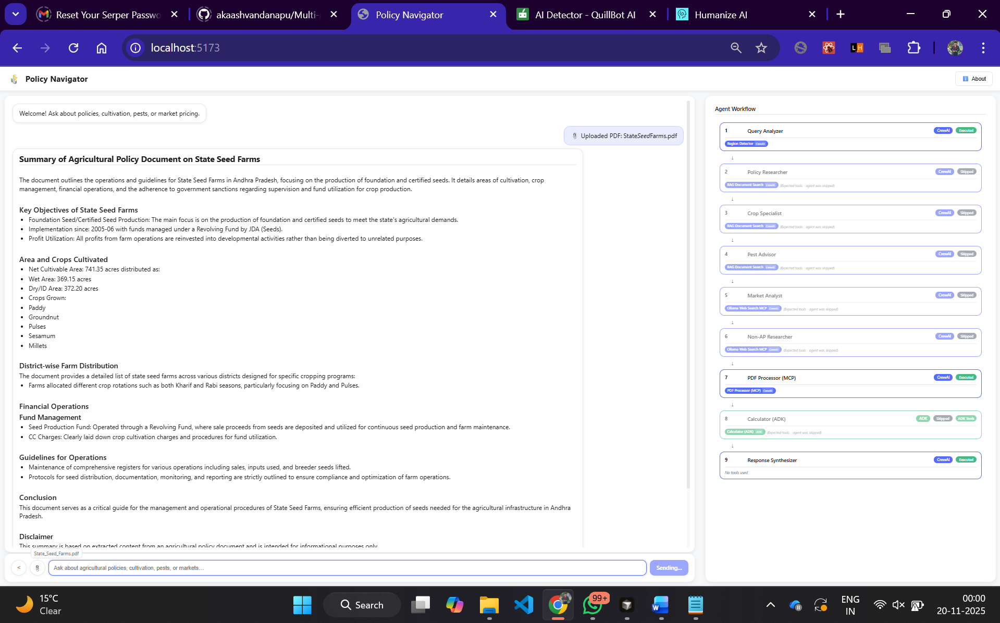 Reset Your Serper Passwo
akaashvandanapu/Multi-
Policy Navigator
AI Detector - QuillBot AI
Humanize AI
localhost:5173
LH
Policy Navigator
About
Welcome! Ask about policies, cultivation, pests, or market pricing.
Uploaded PDF: StateSeedFarms.pdf
Summary of Agricultural Policy Document on State Seed Farms
The document outlines the operations and guidelines for State Seed Farms in Andhra Pradesh, focusing on the production of foundation and certified seeds. It details areas of cultivation, crop
management, financial operations, and the adherence to government sanctions regarding supervision and fund utilization for crop production.
Key Objectives of State Seed Farms
• Foundation Seed/Certified Seed Production: The main focus is on the production of foundation and certified seeds to meet the state's agricultural demands.
• Implementation since: 2005-06 with funds managed under a Revolving Fund by JDA (Seeds).
• Profit Utilization: All profits from farm operations are reinvested into developmental activities rather than being diverted to unrelated purposes.
Area and Crops Cultivated
• Net Cultivable Area: 741.35 acres distributed as:
• Wet Area: 369.15 acres
• Dry/ID Area: 372.20 acres
• Crops Grown:
• Paddy
• Groundnut
• Pulses
• Sesamum
• Millets
District-wise Farm Distribution
The document provides a detailed list of state seed farms across various districts designed for specific cropping programs:
• Farms allocated different crop rotations such as both Kharif and Rabi seasons, particularly focusing on Paddy and Pulses.
Financial Operations
Fund Management
• Seed Production Fund: Operated through a Revolving Fund, where sale proceeds from seeds are deposited and utilized for continuous seed production and farm maintenance.
• CC Charges: Clearly laid down crop cultivation charges and procedures for fund utilization.
Guidelines for Operations
• Maintenance of comprehensive registers for various operations including sales, inputs used, and breeder seeds lifted.
• Protocols for seed distribution, documentation, monitoring, and reporting are strictly outlined to ensure compliance and optimization of farm operations.
Conclusion
This document serves as a critical guide for the management and operational procedures of State Seed Farms, ensuring efficient production of seeds needed for the agricultural infrastructure in Andhra
Pradesh.
Disclaimer
This summary is based on extracted content from an agricultural policy document and is intended for informational purposes only.
State_Seed_Farms.pdf
<
Ask about agricultural policies, cultivation, pests, or markets...
Sending...
Agent Workflow
1 Query Analyzer CrewAI Executed
Region Detector CrewAI
↓
2 Policy Researcher CrewAI Skipped
RAG Document Search CrewAI (Expected tools - agent was skipped)
↓
3 Crop Specialist CrewAI Skipped
RAG Document Search CrewAI (Expected tools - agent was skipped)
↓
4 Pest Advisor CrewAI Skipped
RAG Document Search CrewAI (Expected tools - agent was skipped)
↓
5 Market Analyst CrewAI Skipped
Ollama Web Search MCP CrewAI (Expected tools - agent was skipped)
↓
6 Non-AP Researcher CrewAI Skipped
Ollama Web Search MCP CrewAI (Expected tools - agent was skipped)
↓
7 PDF Processor (MCP) CrewAI Executed
PDF Processor (MCP) CrewAI
↓
8 Calculator (ADK) ADK Skipped ADK Tools
Calculator (ADK) ADK (Expected tools - agent was skipped)
↓
9 Response Synthesizer CrewAI Executed
No tools used
15°C
Clear
Search
99+
ENG
IN
00:00
20-11-2025